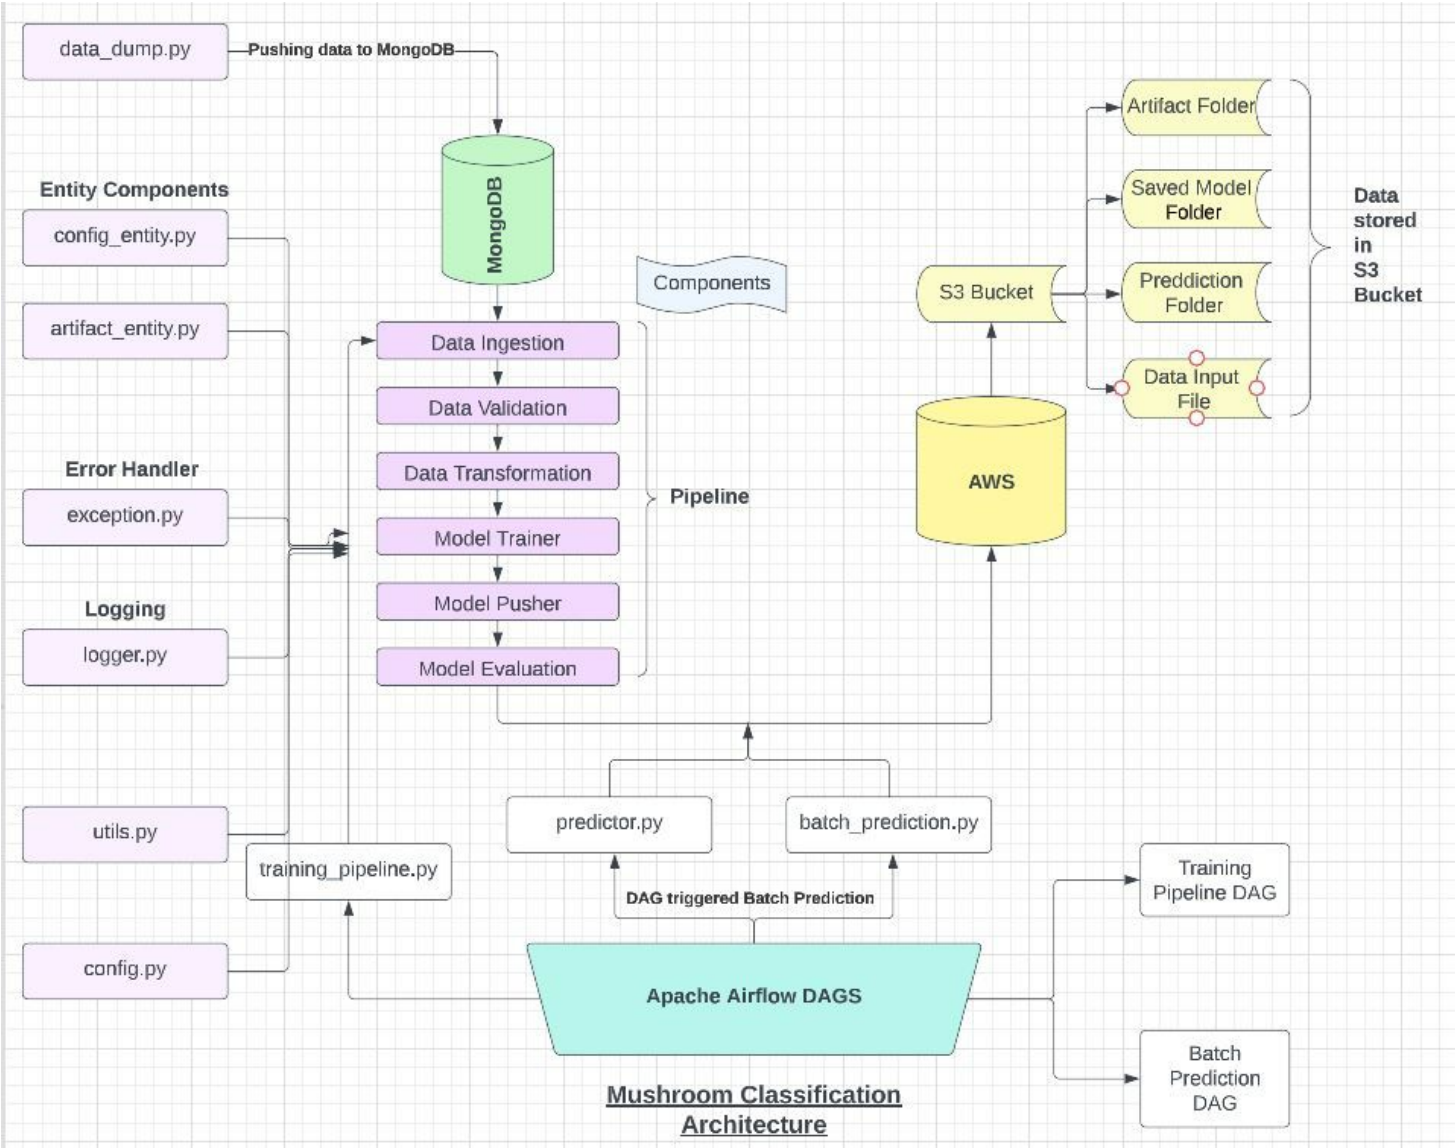 data_dump.py
Pushing data to MongoDB
MongoDB
Entity Components
config_entity.py
artifact_entity.py
Error Handler
exception.py
Logging
logger.py
utils.py
config.py
training_pipeline.py
Components
Data Ingestion
Data Validation
Data Transformation
Model Trainer
Model Pusher
Model Evaluation
Pipeline
Artifact Folder
Saved Model
Folder
S3 Bucket
Preddiction
Folder
Data Input
File
Data
stored
in
S3
Bucket
AWS
predictor.py
batch_prediction.py
DAG triggered Batch Prediction
Apache Airflow DAGS
Training
Pipeline DAG
Batch
Prediction
DAG
Mushroom Classification
Architecture